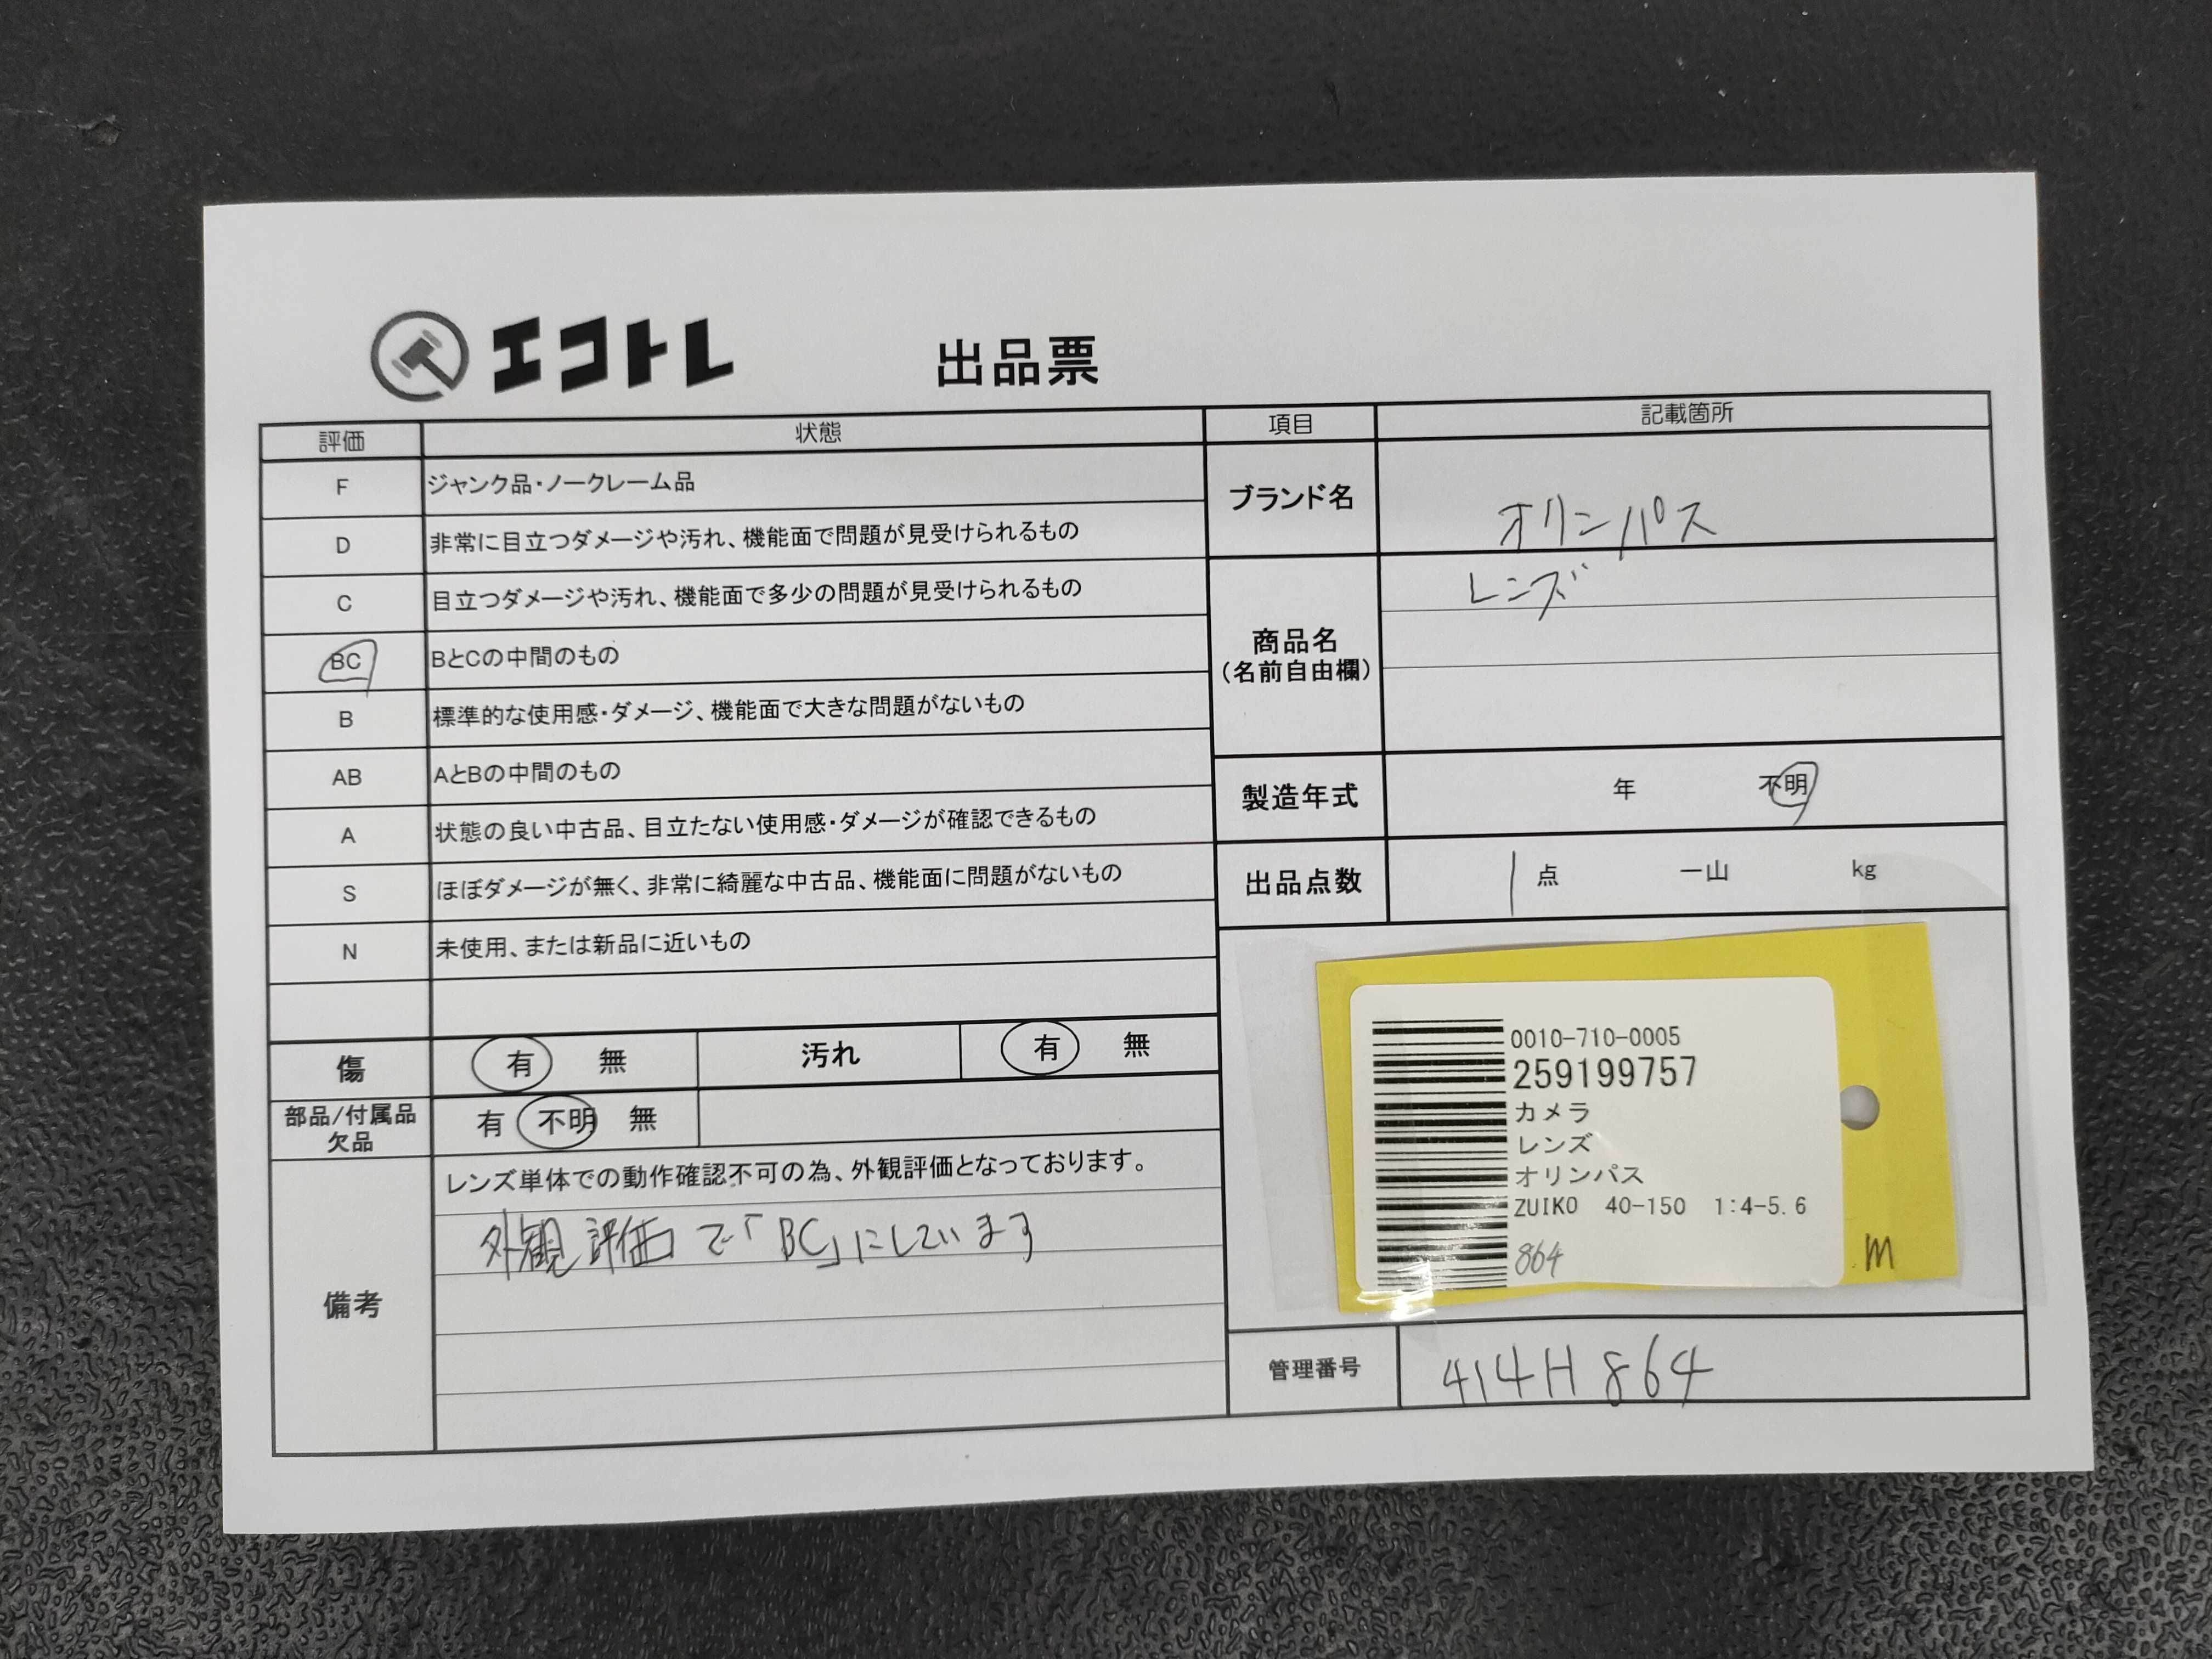 エコトレ 出品票
評価 状態
F ジャンク品・ノークレーム品
D 非常に目立つダメージや汚れ、機能面で問題が見受けられるもの
C 目立つダメージや汚れ、機能面で多少の問題が見受けられるもの
BC BとCの中間のもの
B 標準的な使用感・ダメージ、機能面で大きな問題がないもの
AB AとBの中間のもの
A 状態の良い中古品、目立たない使用感・ダメージが確認できるもの
S ほぼダメージが無く、非常に綺麗な中古品、機能面に問題がないもの
N 未使用、または新品に近いもの
傷 有 無 汚れ 有 無
部品/付属品 欠品 有 不明 無
備考
レンズ単体での動作確認不可の為、外観評価となっております。
外観評価で「BC」にしています
項目 記載箇所
ブランド名 オリンパス
商品名
(名前自由欄)
レンズ
製造年式 年 不明
出品点数 1 点 一山 kg
0010-710-0005
259199757
カメラ
レンズ
オリンパス
ZUIKO 40-150 1:4-5.6
864
m
管理番号 414H864